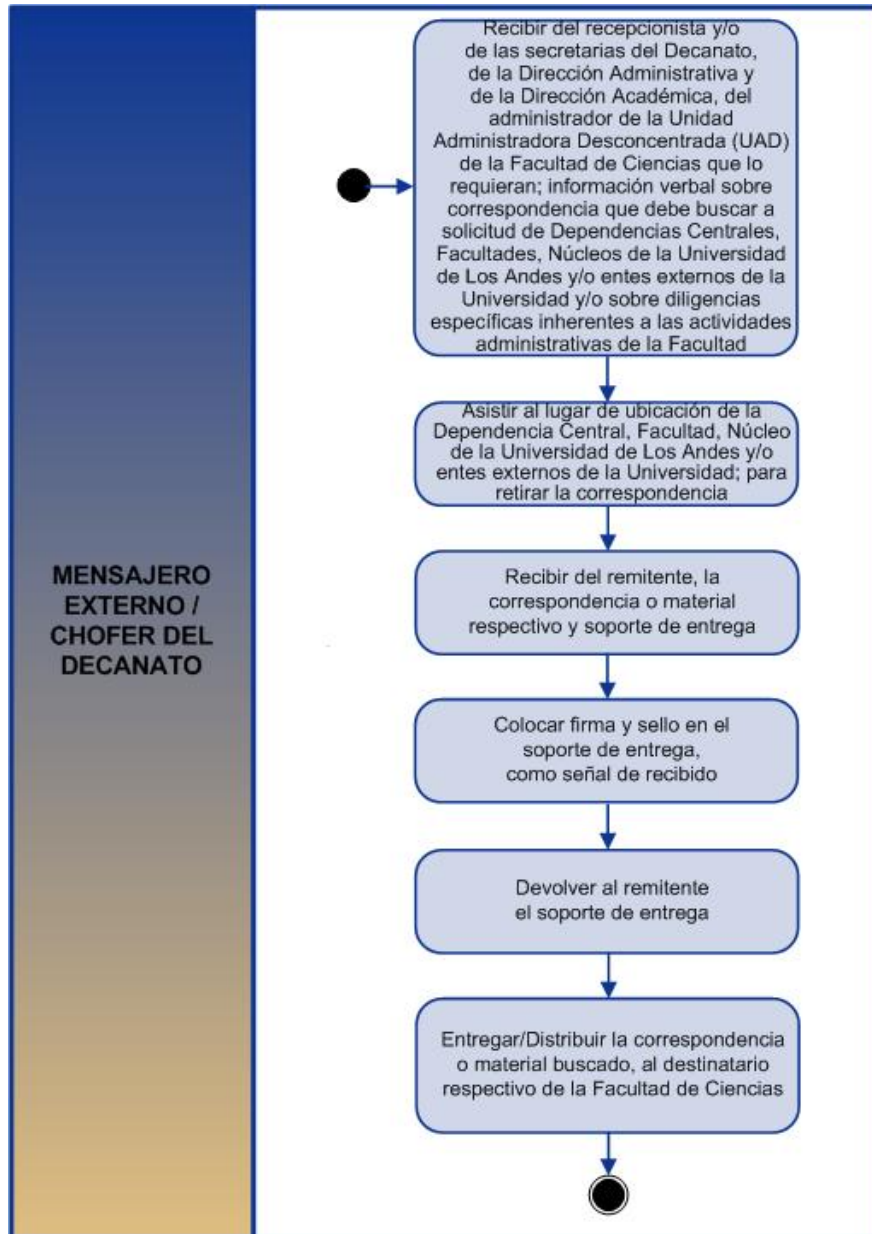 MENSAJERO
EXTERNO /
CHOFER DEL
DECANATO
Recibir del recepcionista y/o
de las secretarias del Decanato,
de la Dirección Administrativa y
de la Dirección Académica, del
administrador de la Unidad
Administradora Desconcentrada (UAD)
de la Facultad de Ciencias que lo
requieran; información verbal sobre
correspondencia que debe buscar a
solicitud de Dependencias Centrales,
Facultades, Núcleos de la Universidad
de Los Andes y/o entes externos de la
Universidad y/o sobre diligencias
específicas inherentes a las actividades
administrativas de la Facultad
Asistir al lugar de ubicación de la
Dependencia Central, Facultad, Núcleo
de la Universidad de Los Andes y/o
entes externos de la Universidad; para
retirar la correspondencia
Recibir del remitente, la
correspondencia o material
respectivo y soporte de entrega
Colocar firma y sello en el
soporte de entrega,
como señal de recibido
Devolver al remitente
el soporte de entrega
Entregar/Distribuir la correspondencia
o material buscado, al destinatario
respectivo de la Facultad de Ciencias